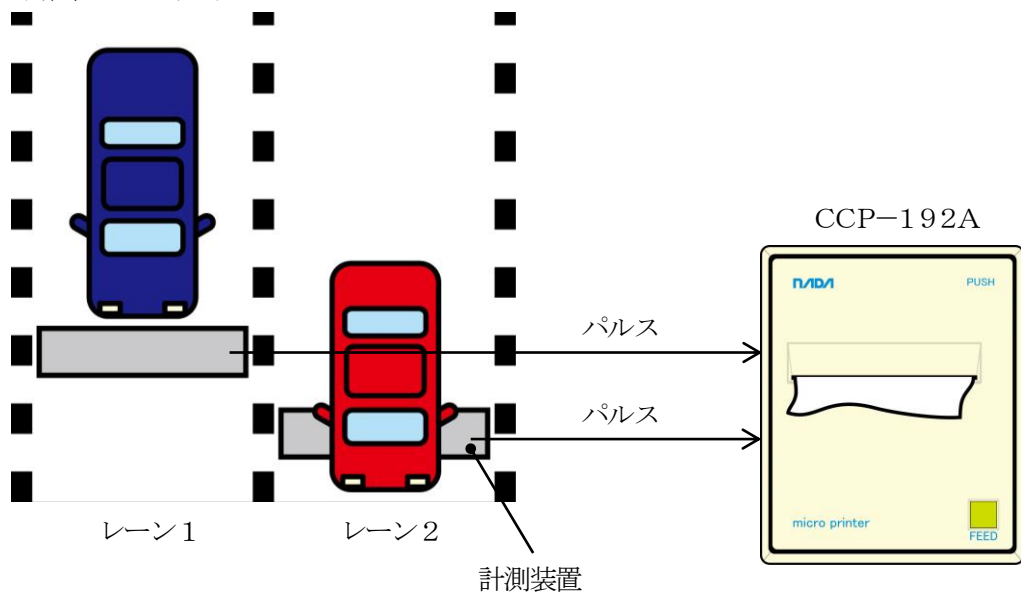 CCP－192A
NADA
PUSH
パルス
パルス
micro printer
FEED
レーン1
レーン2
計測装置